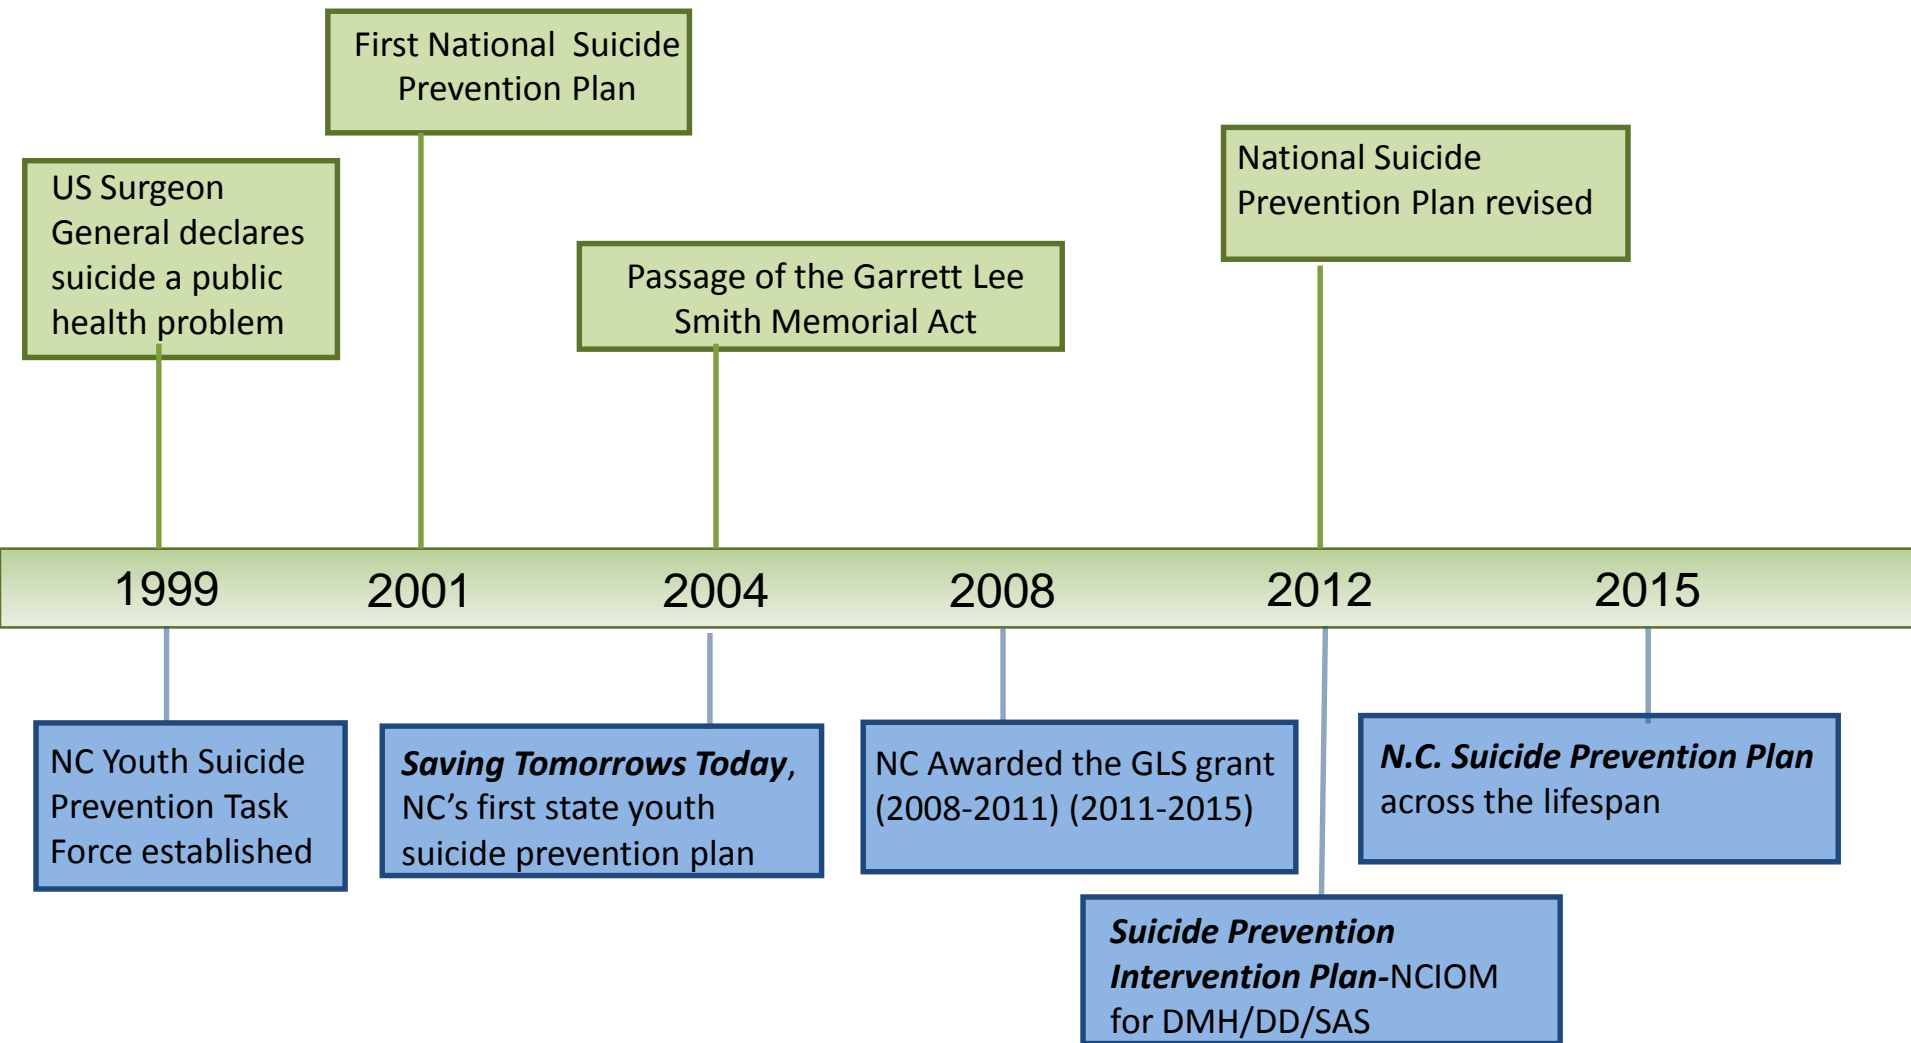 First National Suicide
Prevention Plan
US Surgeon
General declares
suicide a public
health problem
Passage of the Garrett Lee
Smith Memorial Act
National Suicide
Prevention Plan revised
1999
2001
2004
2008
2012
2015
NC Youth Suicide
Prevention Task
Force established
Saving Tomorrows Today,
NC’s first state youth
suicide prevention plan
NC Awarded the GLS grant
(2008-2011) (2011-2015)
Suicide Prevention
Intervention Plan-NCIOM
for DMH/DD/SAS
N.C. Suicide Prevention Plan
across the lifespan